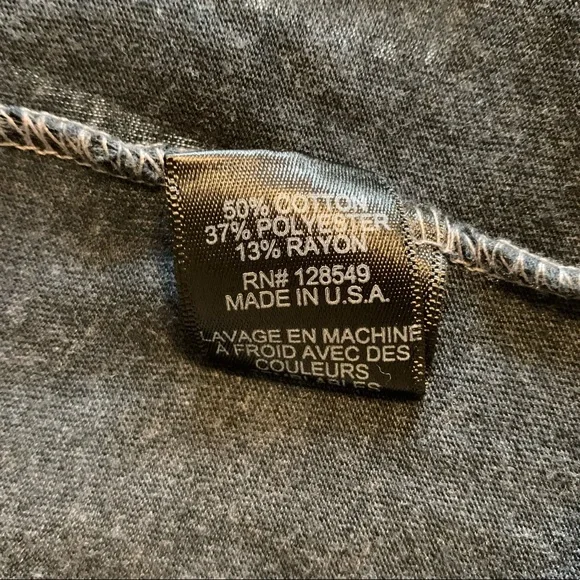 50% COTTON
37% POLYESTER
13% RAYON
RN# 128549
MADE IN U.S.A.
LAVAGE EN MACHINE
A FROID AVEC DES
COULEURS